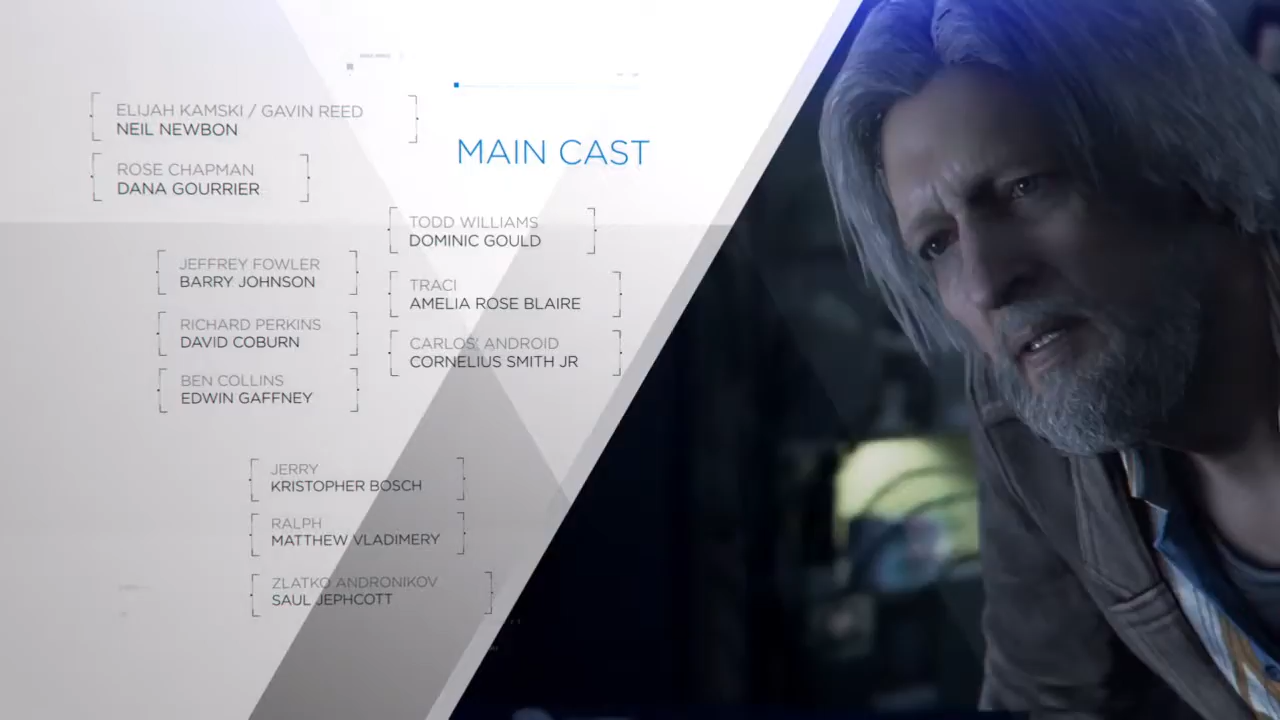 ELIJAH KAMSKI / GAVIN REED
NEIL NEWBON
ROSE CHAPMAN
DANA GOURRIER
MAIN CAST
TODD WILLIAMS
DOMINIC GOULD
JEFFREY FOWLER
BARRY JOHNSON
TRACI
AMELIA ROSE BLAIRE
RICHARD PERKINS
DAVID COBURN
CARLOS' ANDROID
CORNELIUS SMITH JR
BEN COLLINS
EDWIN GAFFNEY
JERRY
KRISTOPHER BOSCH
RALPH
MATTHEW VLADIMERY
ZLATKO ANDRONIKOV
SAUL JEPHCOTT